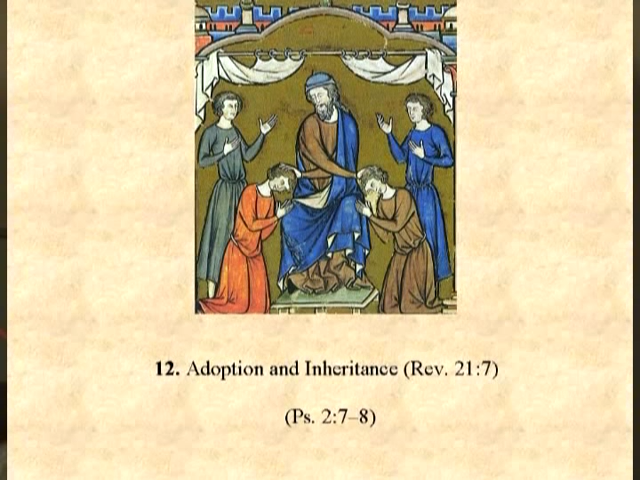 12. Adoption and Inheritance (Rev. 21:7)
(Ps. 2:7–8)